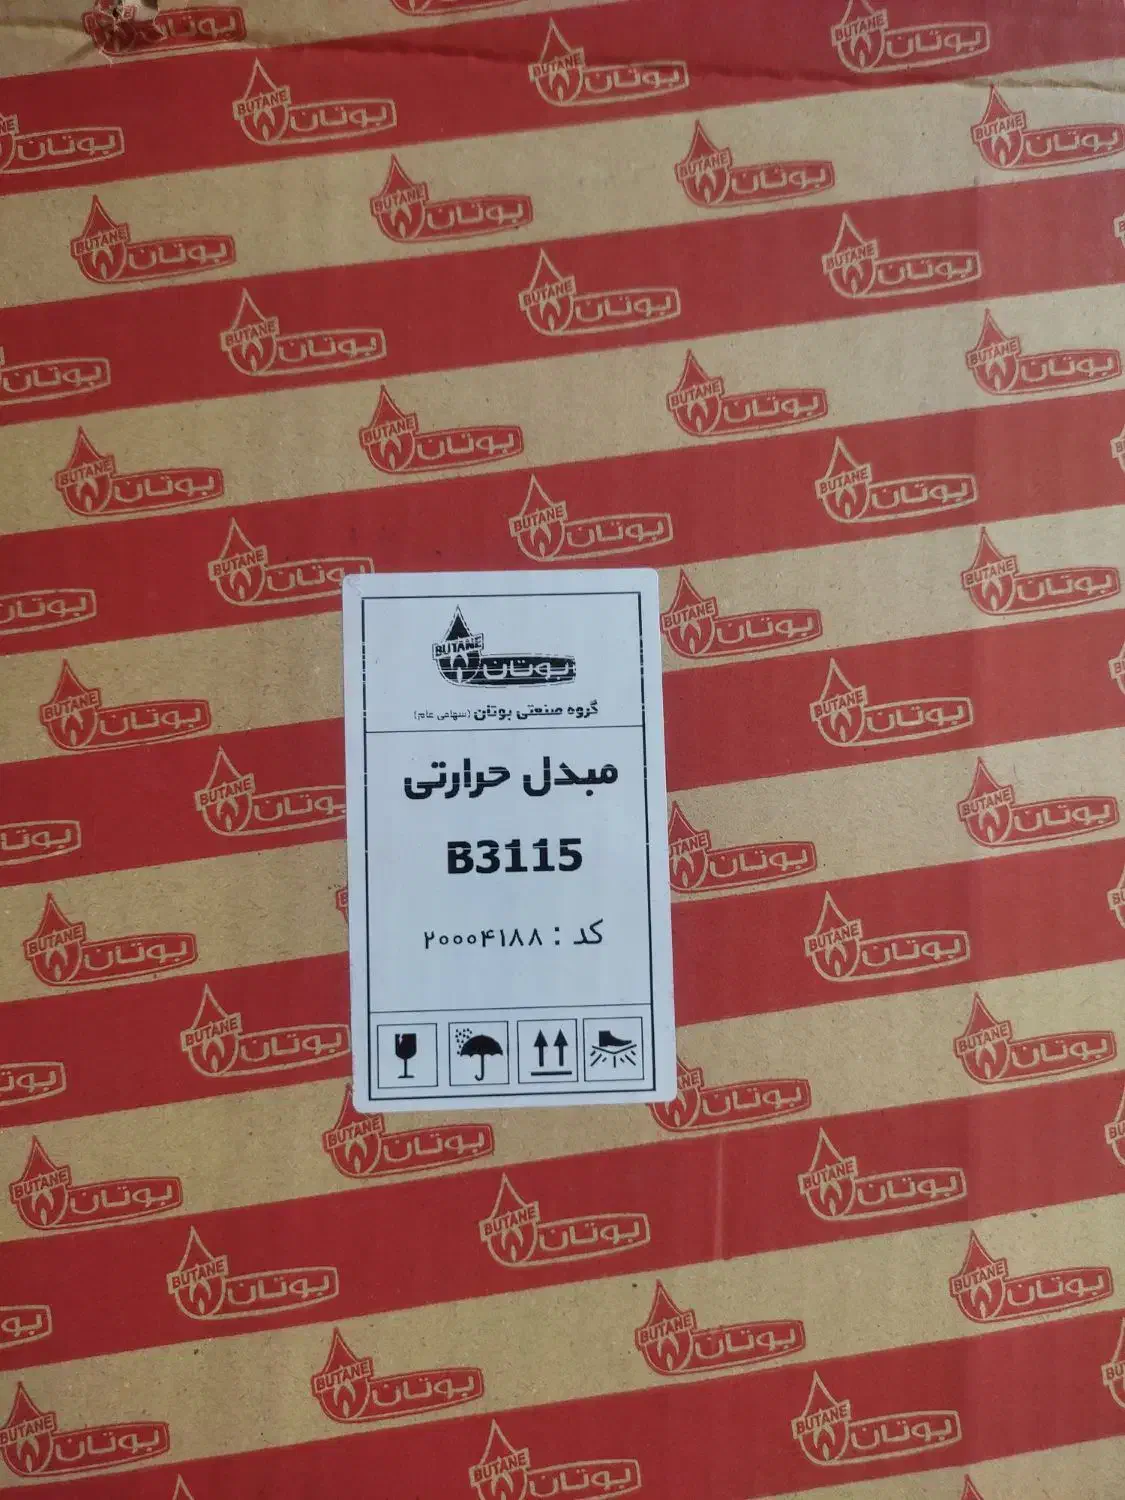 BUTANE
بوتان
گروه صنعتی بوتان (سهامی عام)
مبدل حرارتی
B3115
کد : ۲۰۰۰۴۱۸۸